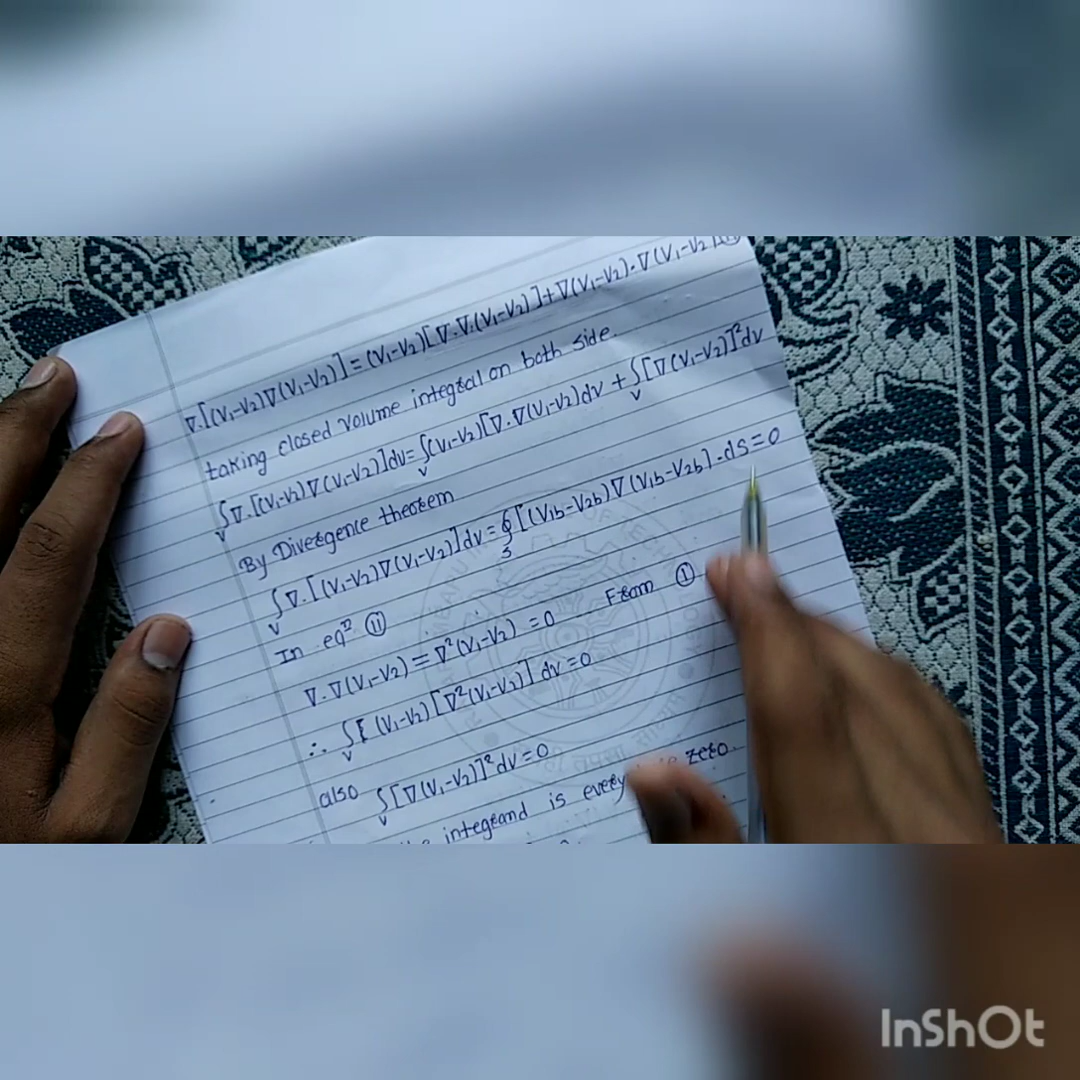 ∇.[(V₁-V₂)∇(V₁-V₂)]=(V₁-V₂)[∇.∇.(V₁-V₂)]+∇(V₁-V₂).∇(V₁-V₂)
taking closed volume integral on both side.
∫ᵥ∇.[(V₁-V₂)∇(V₁-V₂)]dv=∫ᵥ(V₁-V₂)[∇.∇(V₁-V₂)dv+∫ᵥ[∇(V₁-V₂)]²dv
By Divergence theorem
∫ᵥ∇.[(V₁-V₂)∇(V₁-V₂)]dv=∮ₛ[(V₁b-V₂b)∇(V₁b-V₂b)].ds=0
In eqⁿ ⑪
∇.∇(V₁-V₂)=∇²(V₁-V₂)=0 From ①
∴ ∫ᵥ[(V₁-V₂)[∇²(V₁-V₂)]dv=0
also ∫ᵥ[∇(V₁-V₂)]²dv=0
integrand is every zero.
InShOt